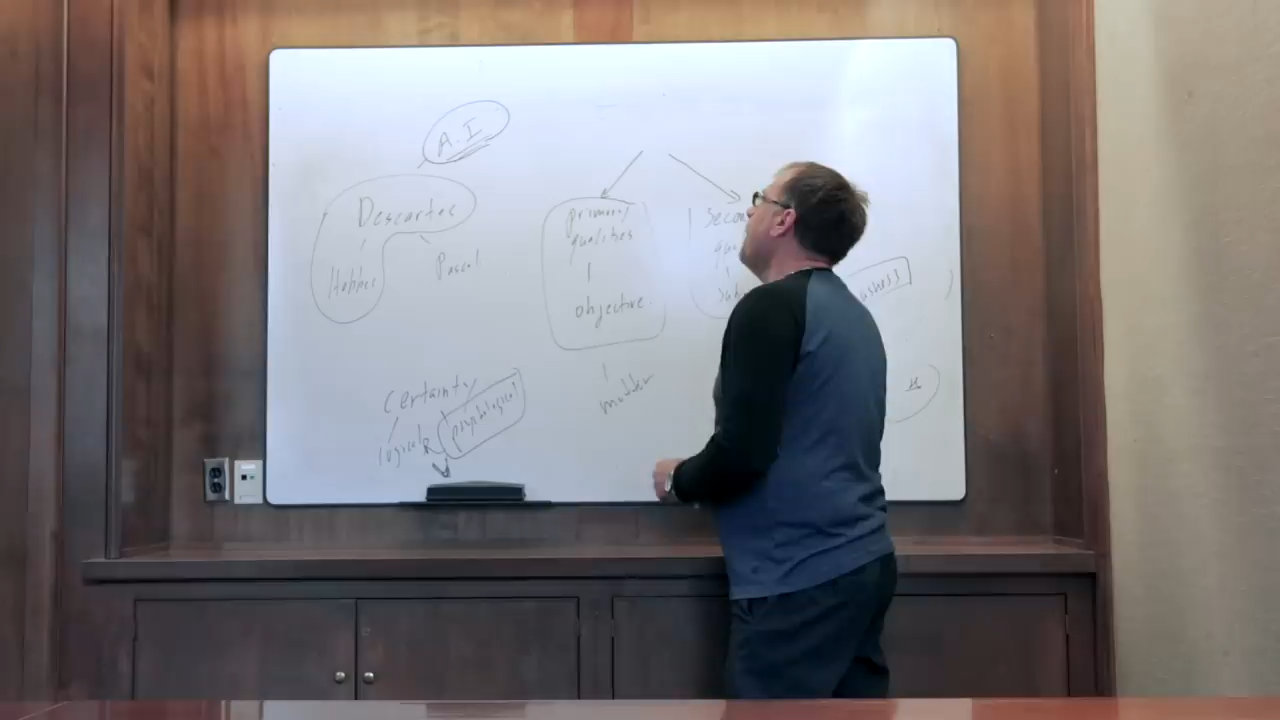 A.I
Descartes
Hobbes
Pascal
primary
qualities
objective
matter
certainty
logical
psychological